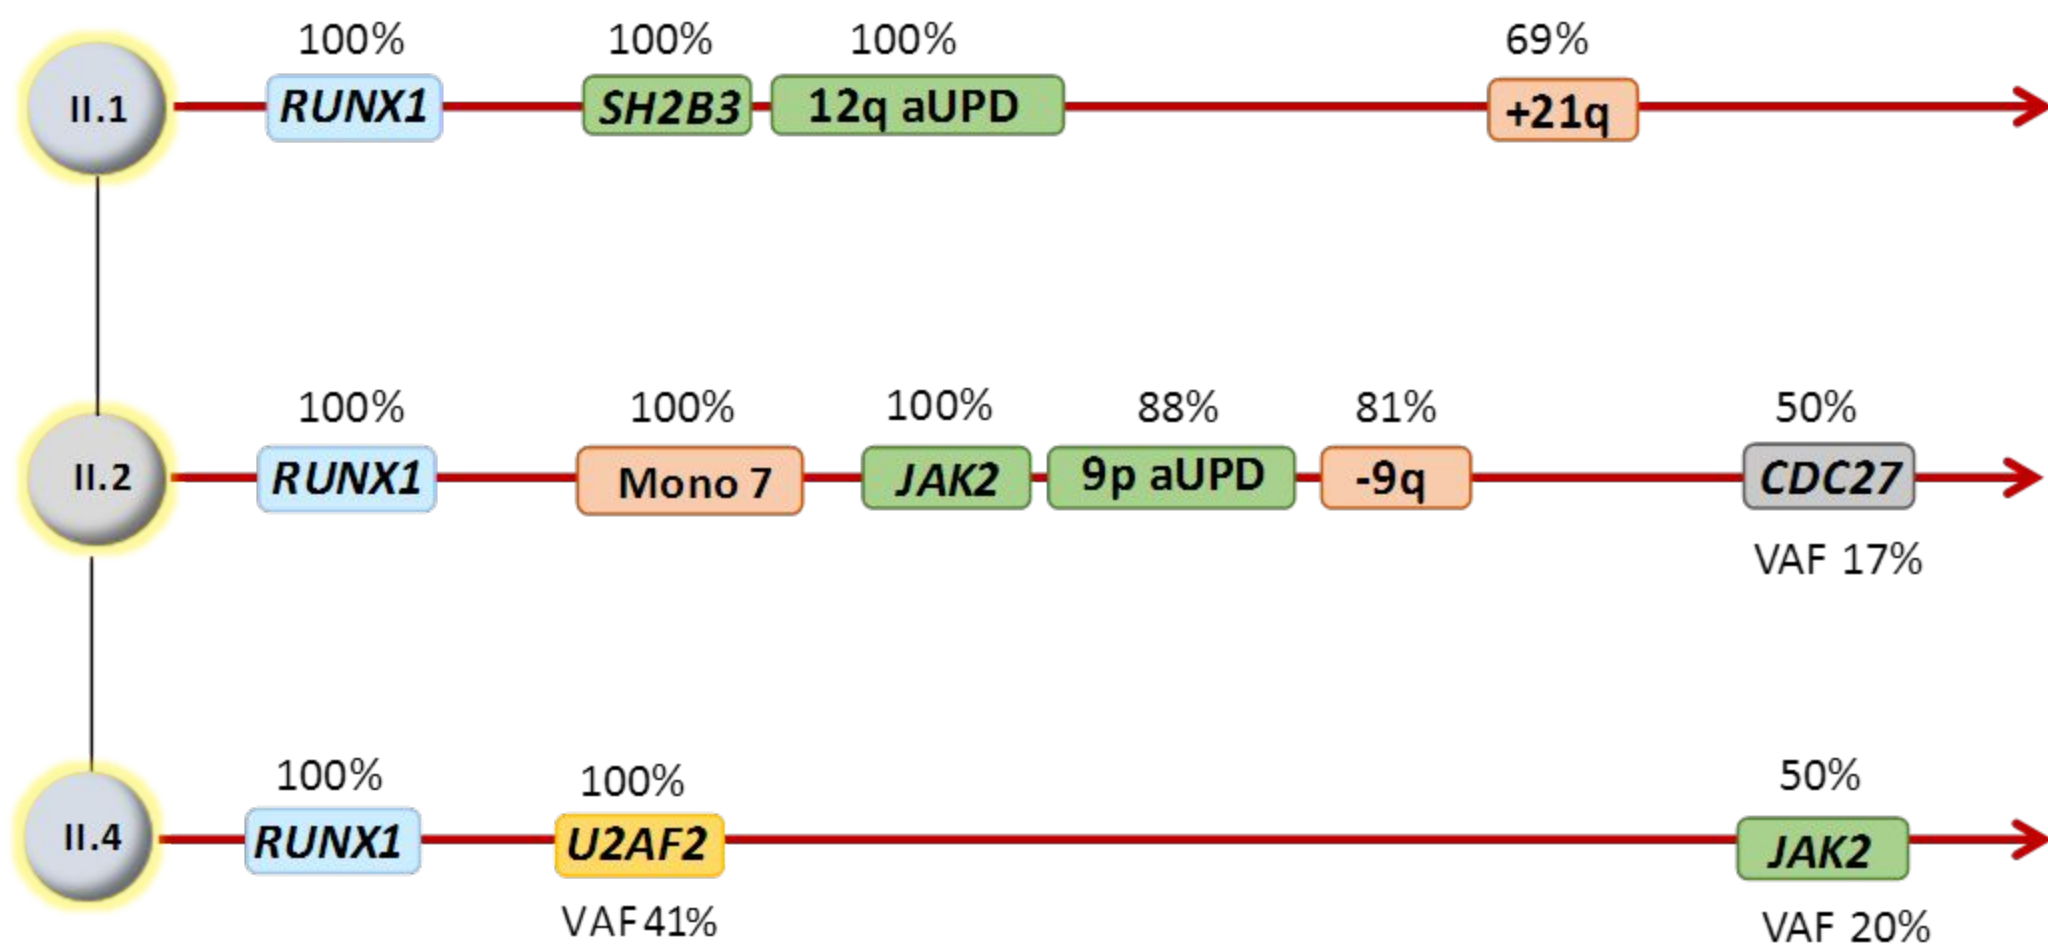 100% 100% 100% 69%
II.1 RUNX1 SH2B3 12q aUPD +21q
100% 100% 100% 88% 81% 50%
II.2 RUNX1 Mono 7 JAK2 9p aUPD -9q CDC27
VAF 17%
100% 100% 50%
II.4 RUNX1 U2AF2 JAK2
VAF 41% VAF 20%